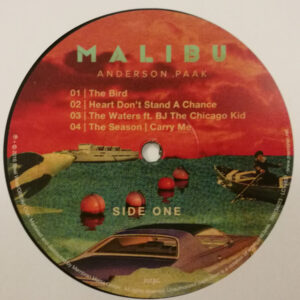 MALIBU
ANDERSON .PAAK
01 | The Bird
02 | Heart Don't Stand A Chance
03 | The Waters ft. BJ The Chicago Kid
04 | The Season | Carry Me
SIDE ONE